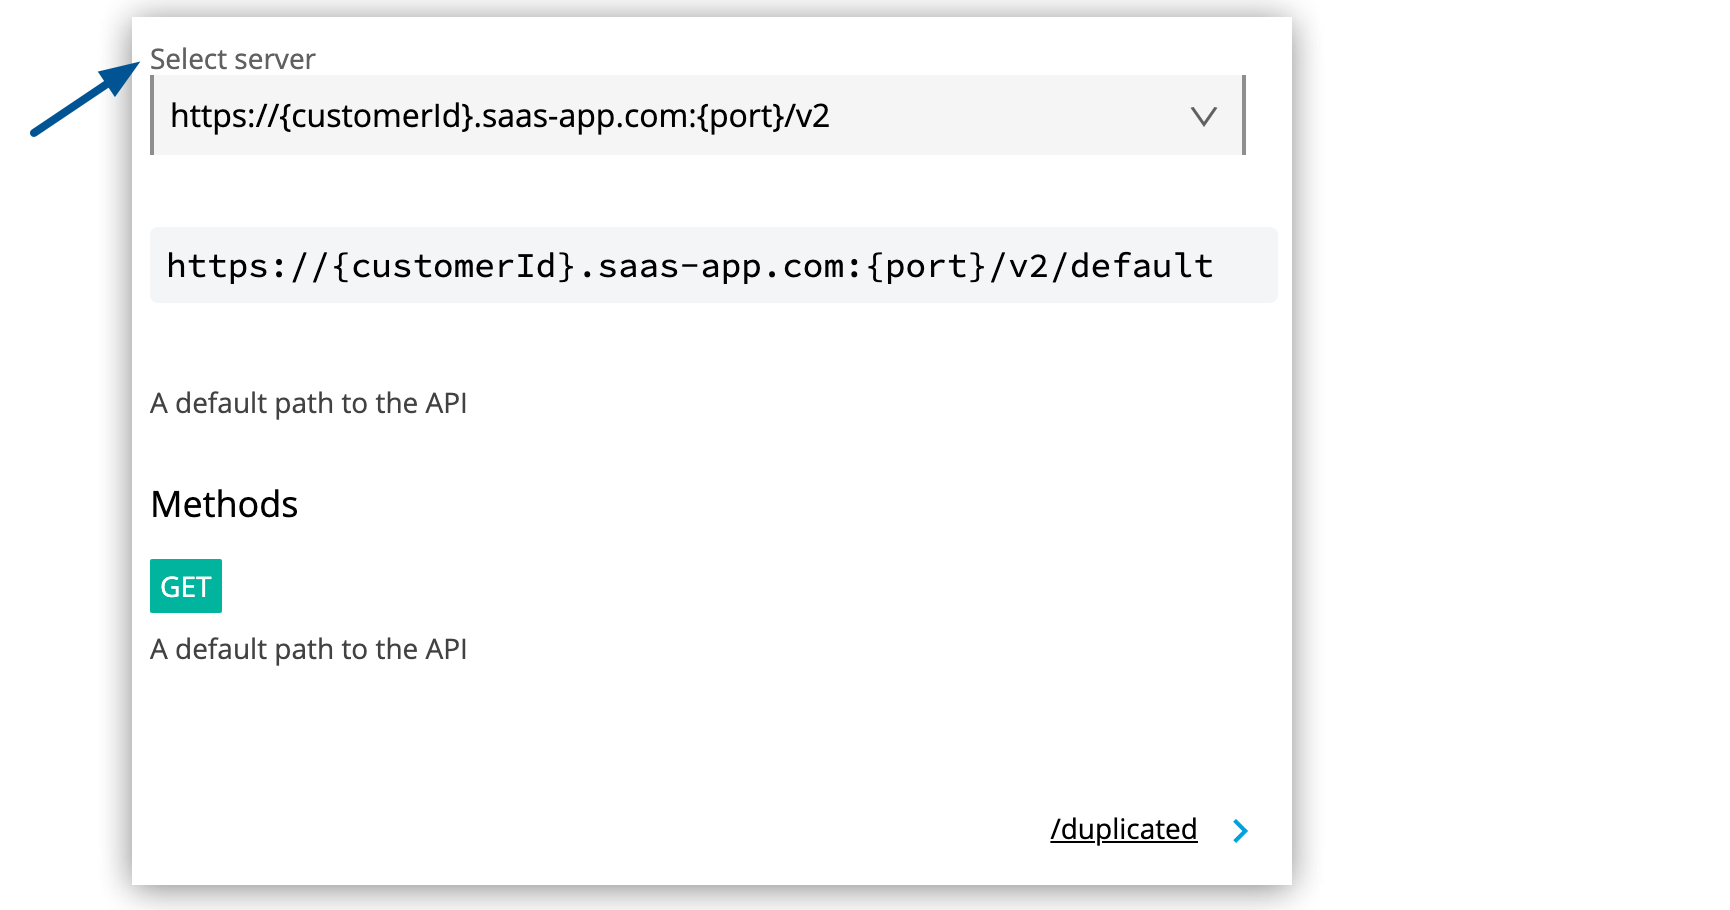 Select server
https://{customerId}.saas-app.com:{port}/v2
https://{customerId}.saas-app.com:{port}/v2/default
A default path to the API
Methods
GET
A default path to the API
/duplicated